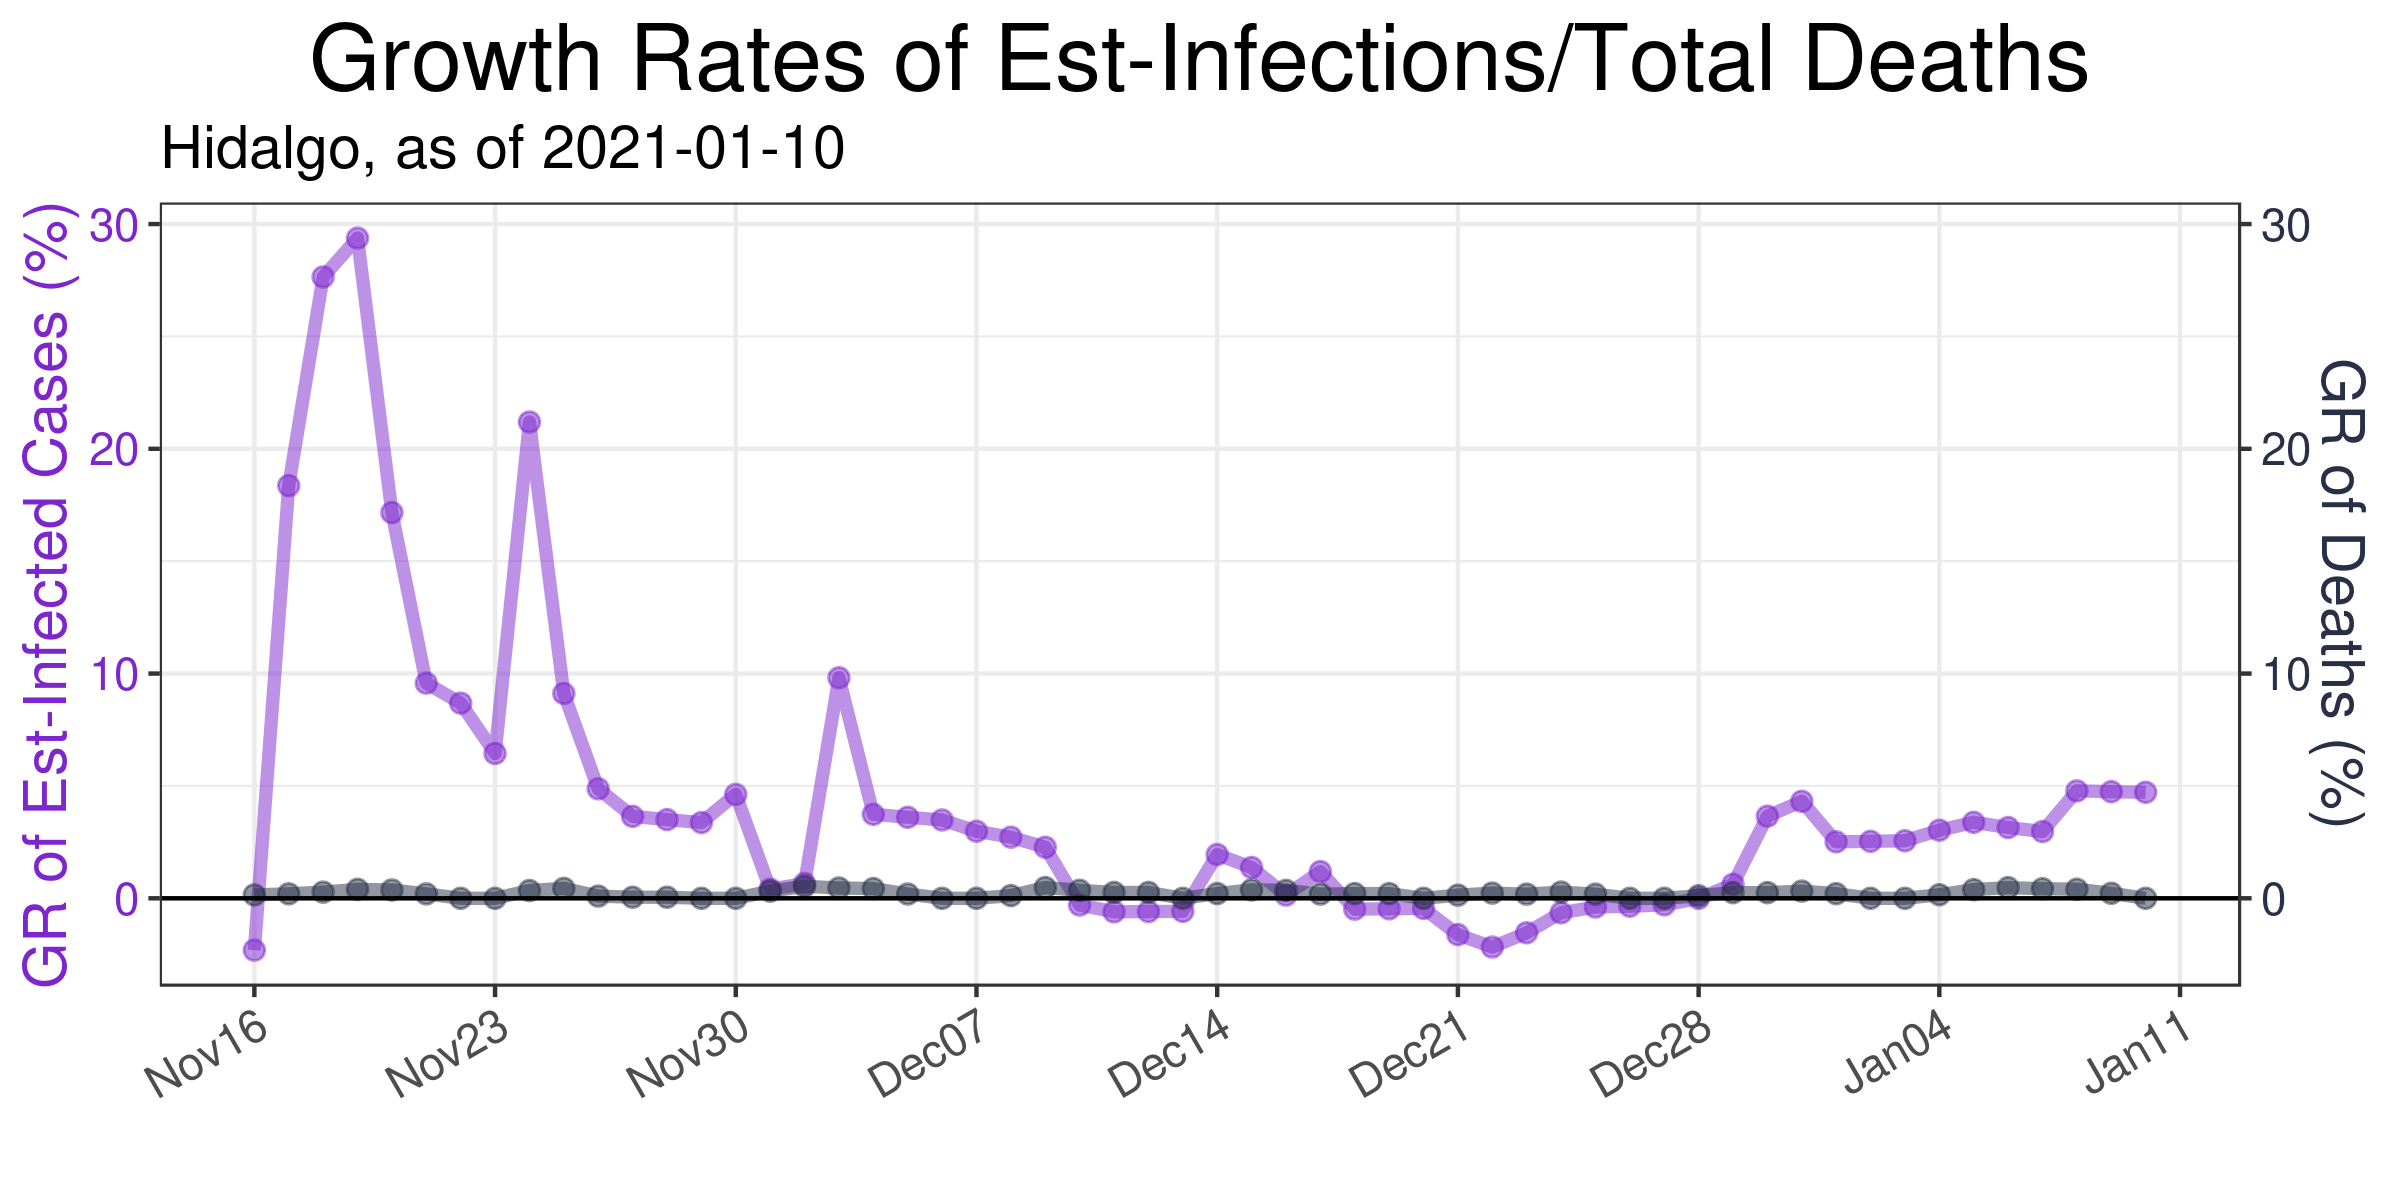 Growth Rates of Est-Infections/Total Deaths
Hidalgo, as of 2021-01-10
GR of Est-Infected Cases (%)
30
20
10
0
30
20
10
0
GR of Deaths (%)
Nov16
Nov23
Nov30
Dec07
Dec14
Dec21
Dec28
Jan04
Jan11